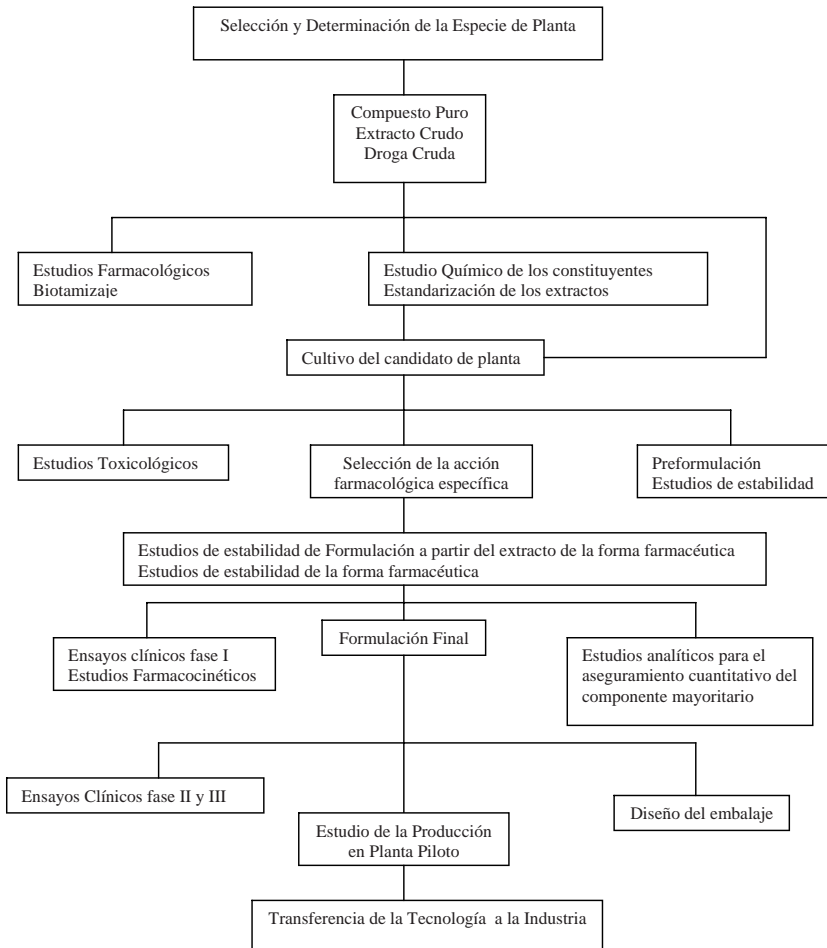 Selección y Determinación de la Especie de Planta
Compuesto Puro
Extracto Crudo
Droga Cruda
Estudios Farmacológicos
Biotamizaje
Estudio Químico de los constituyentes
Estandarización de los extractos
Cultivo del candidato de planta
Estudios Toxicológicos
Selección de la acción
farmacológica específica
Preformulación
Estudios de estabilidad
Estudios de estabilidad de Formulación a partir del extracto de la forma farmacéutica
Estudios de estabilidad de la forma farmacéutica
Ensayos clínicos fase I
Estudios Farmacocinéticos
Formulación Final
Estudios analíticos para el
aseguramiento cuantitativo del
componente mayoritario
Ensayos Clínicos fase II y III
Estudio de la Producción
en Planta Piloto
Diseño del embalaje
Transferencia de la Tecnología a la Industria